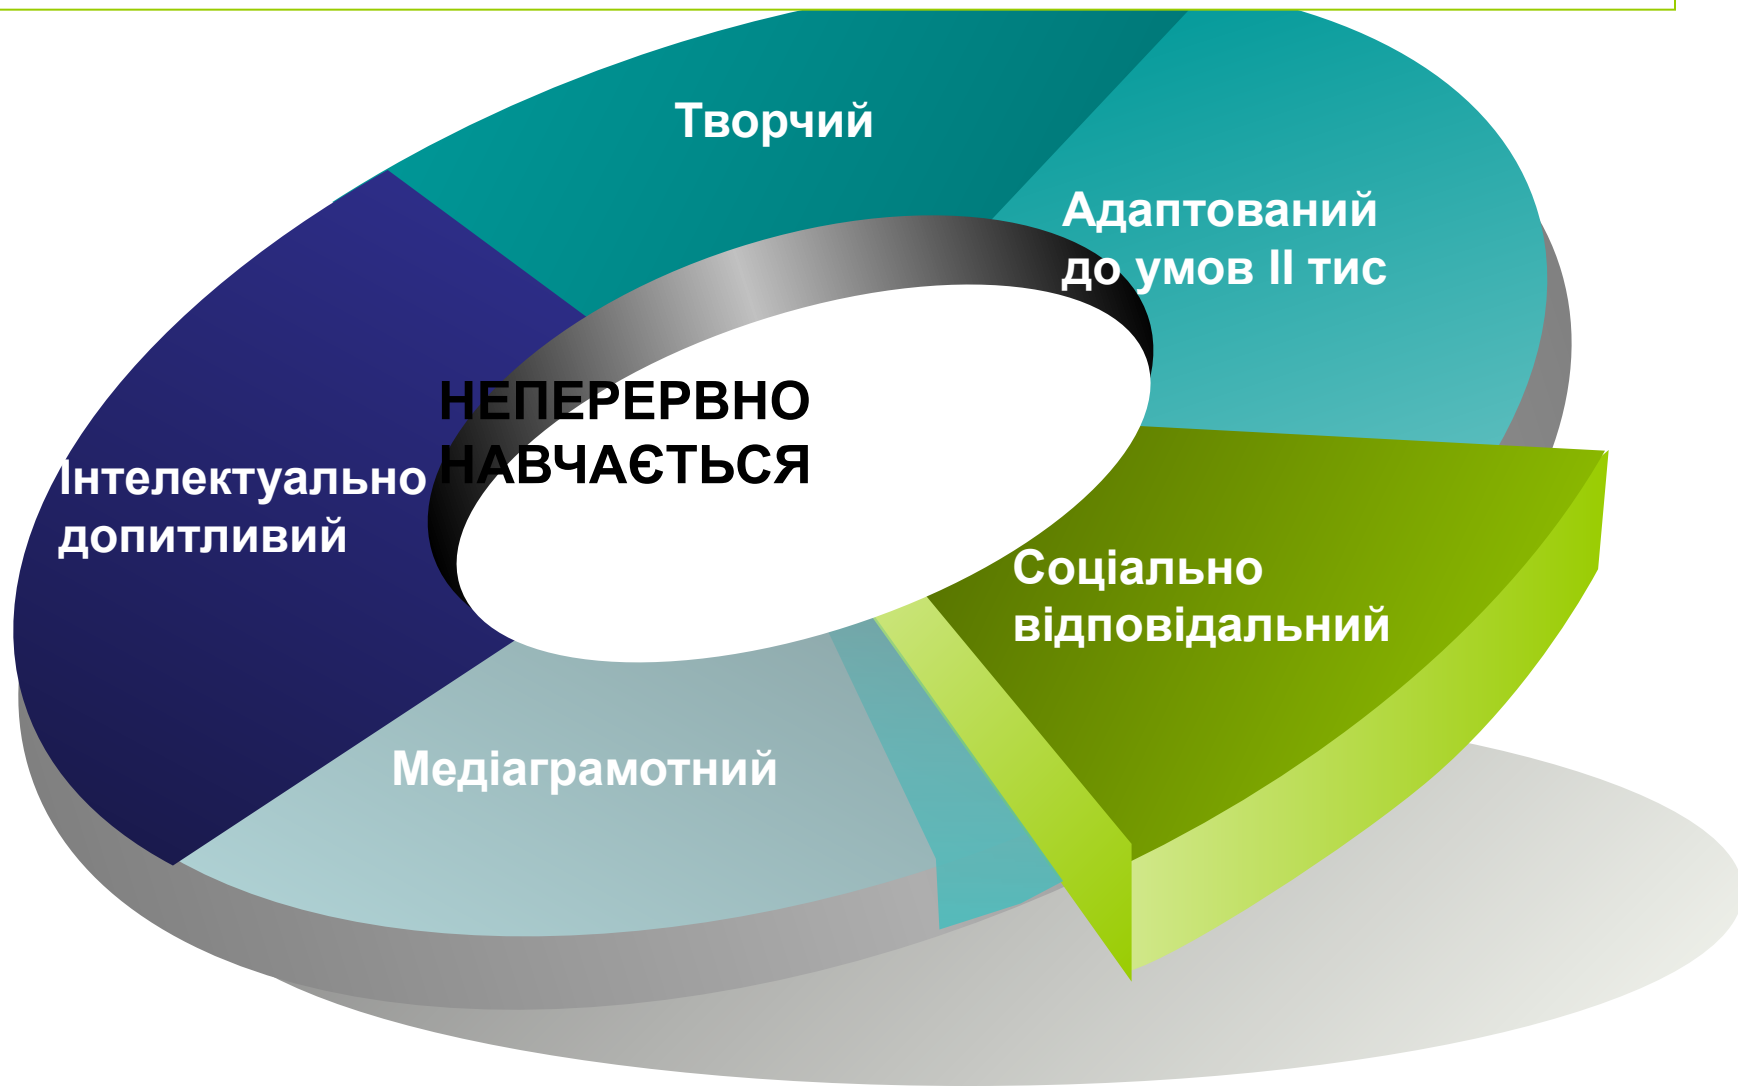 Творчий
Адаптований
до умов ІІ тис
НЕПЕРЕРВНО
НАВЧАЄТЬСЯ
Інтелектуально
допитливий
Соціально
відповідальний
Медіаграмотний